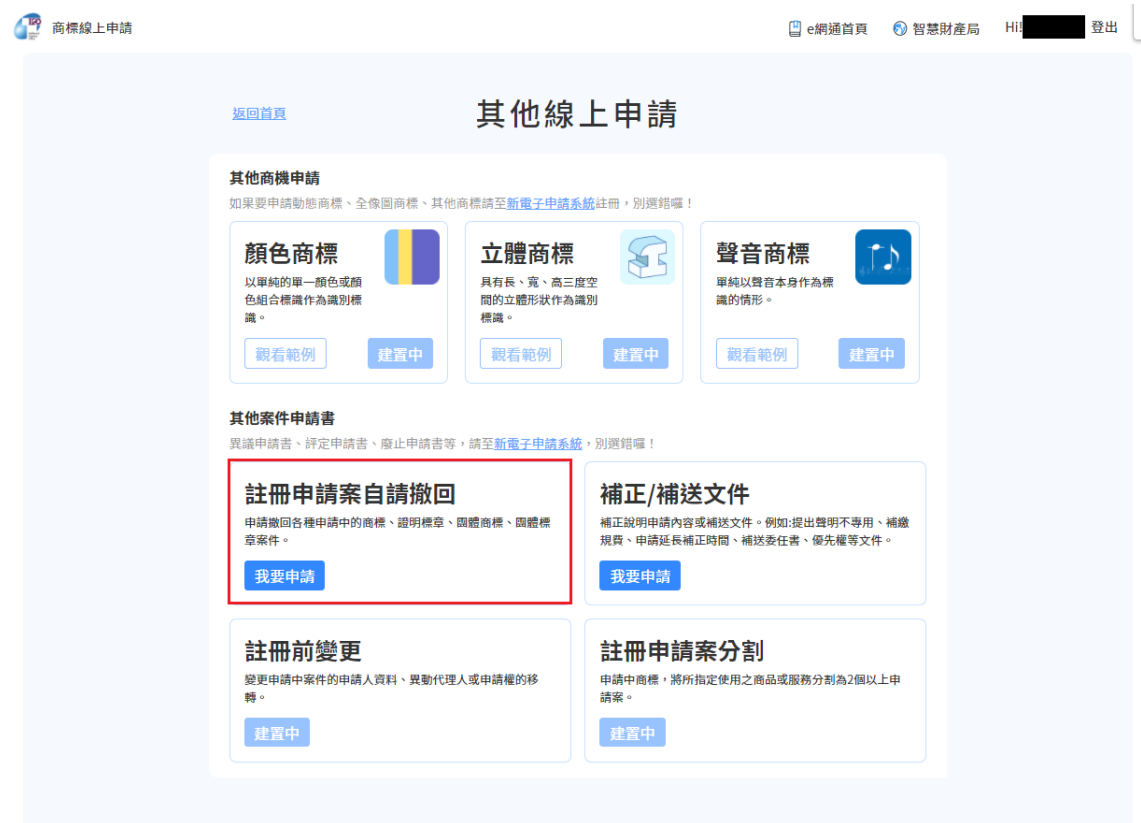 商標線上申請
e網通首頁
智慧財產局
Hi!
登出
返回首頁
其他線上申請
其他商機申請
如果要申請動態商標、全像圖商標、其他商標請至新電子申請系統註冊，別選錯囉！
顏色商標
以單純的單一顏色或顏
色組合標識作為識別標
識。
觀看範例
建置中
立體商標
具有長、寬、高三度空
間的立體形狀作為識別
標識。
觀看範例
建置中
聲音商標
單純以聲音本身作為標
識的情形。
觀看範例
建置中
其他案件申請書
異議申請書、評定申請書、廢止申請書等，請至新電子申請系統，別選錯囉！
註冊申請案自請撤回
申請撤回各種申請中的商標、證明標章、團體商標、團體標
章案件。
我要申請
補正/補送文件
補正說明申請內容或補送文件。例如:提出聲明不專用、補繳
規費、申請延長補正時間、補送委任書、優先權等文件。
我要申請
註冊前變更
變更申請中案件的申請人資料、異動代理人或申請權的移
轉。
建置中
註冊申請案分割
申請中商標，將所指定使用之商品或服務分割為2個以上申
請案。
建置中